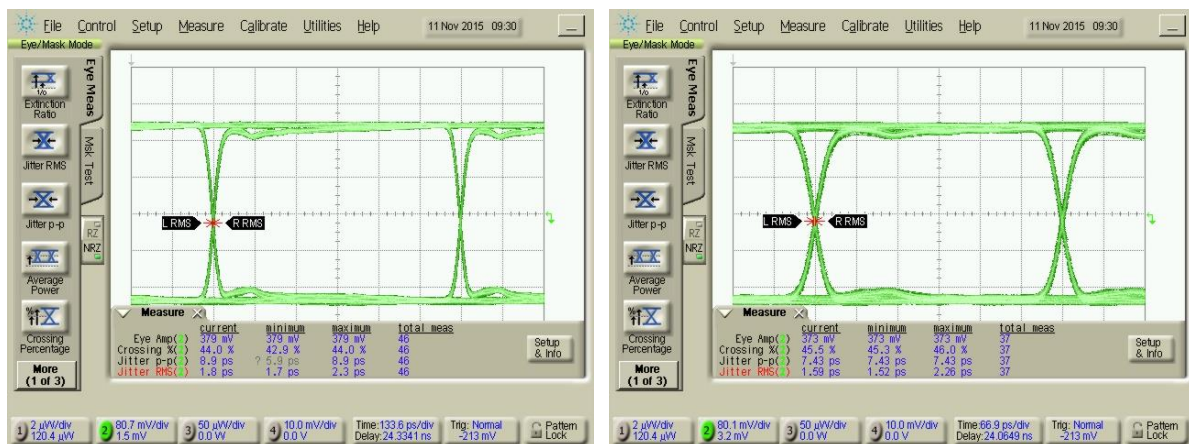 File Control Setup Measure Calibrate Utilities Help 11 Nov 2015 09:30
Eye/Mask Mode
Eye Meas
Msk Test
1/0
Extinction
Ratio
Jitter RMS
Jitter p-p
RZ
NRZ
Average
Power
Crossing
Percentage
More
(1 of 3)
L RMS
R RMS
Measure
current minimum maximum total meas
Eye Amp(2) 379 mV 379 mV 379 mV 46
Crossing %(2) 44.0 % 42.9 % 44.0 % 46
Jitter p-p(2) 8.9 ps ? 5.9 ps 8.9 ps 46
Jitter RMS(2) 1.8 ps 1.7 ps 2.3 ps 46
Setup
& Info
1 2 µW/div 120.4 µW
2 80.7 mV/div 1.5 mV
3 50 µW/div 0.0 W
4 10.0 mV/div 0.0 V
Time:133.6 ps/div
Delay:24.3341 ns
Trig: Normal
-213 mV
Pattern
Lock
File Control Setup Measure Calibrate Utilities Help 11 Nov 2015 09:30
Eye/Mask Mode
Eye Meas
Msk Test
1/0
Extinction
Ratio
Jitter RMS
Jitter p-p
RZ
NRZ
Average
Power
Crossing
Percentage
More
(1 of 3)
L RMS
R RMS
Measure
current minimum maximum total meas
Eye Amp(2) 373 mV 373 mV 373 mV 37
Crossing %(2) 45.5 % 45.3 % 46.0 % 37
Jitter p-p(2) 7.43 ps 7.43 ps 7.43 ps 37
Jitter RMS(2) 1.59 ps 1.52 ps 2.26 ps 37
Setup
& Info
1 2 µW/div 120.4 µW
2 80.1 mV/div 3.2 mV
3 50 µW/div 0.0 W
4 10.0 mV/div 0.0 V
Time:66.9 ps/div
Delay:24.0649 ns
Trig: Normal
-213 mV
Pattern
Lock